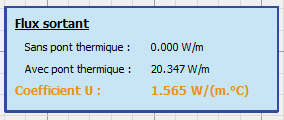 Flux sortant
Sans pont thermique : 0.000 W/m
Avec pont thermique : 20.347 W/m
Coefficient U : 1.565 W/(m.°C)